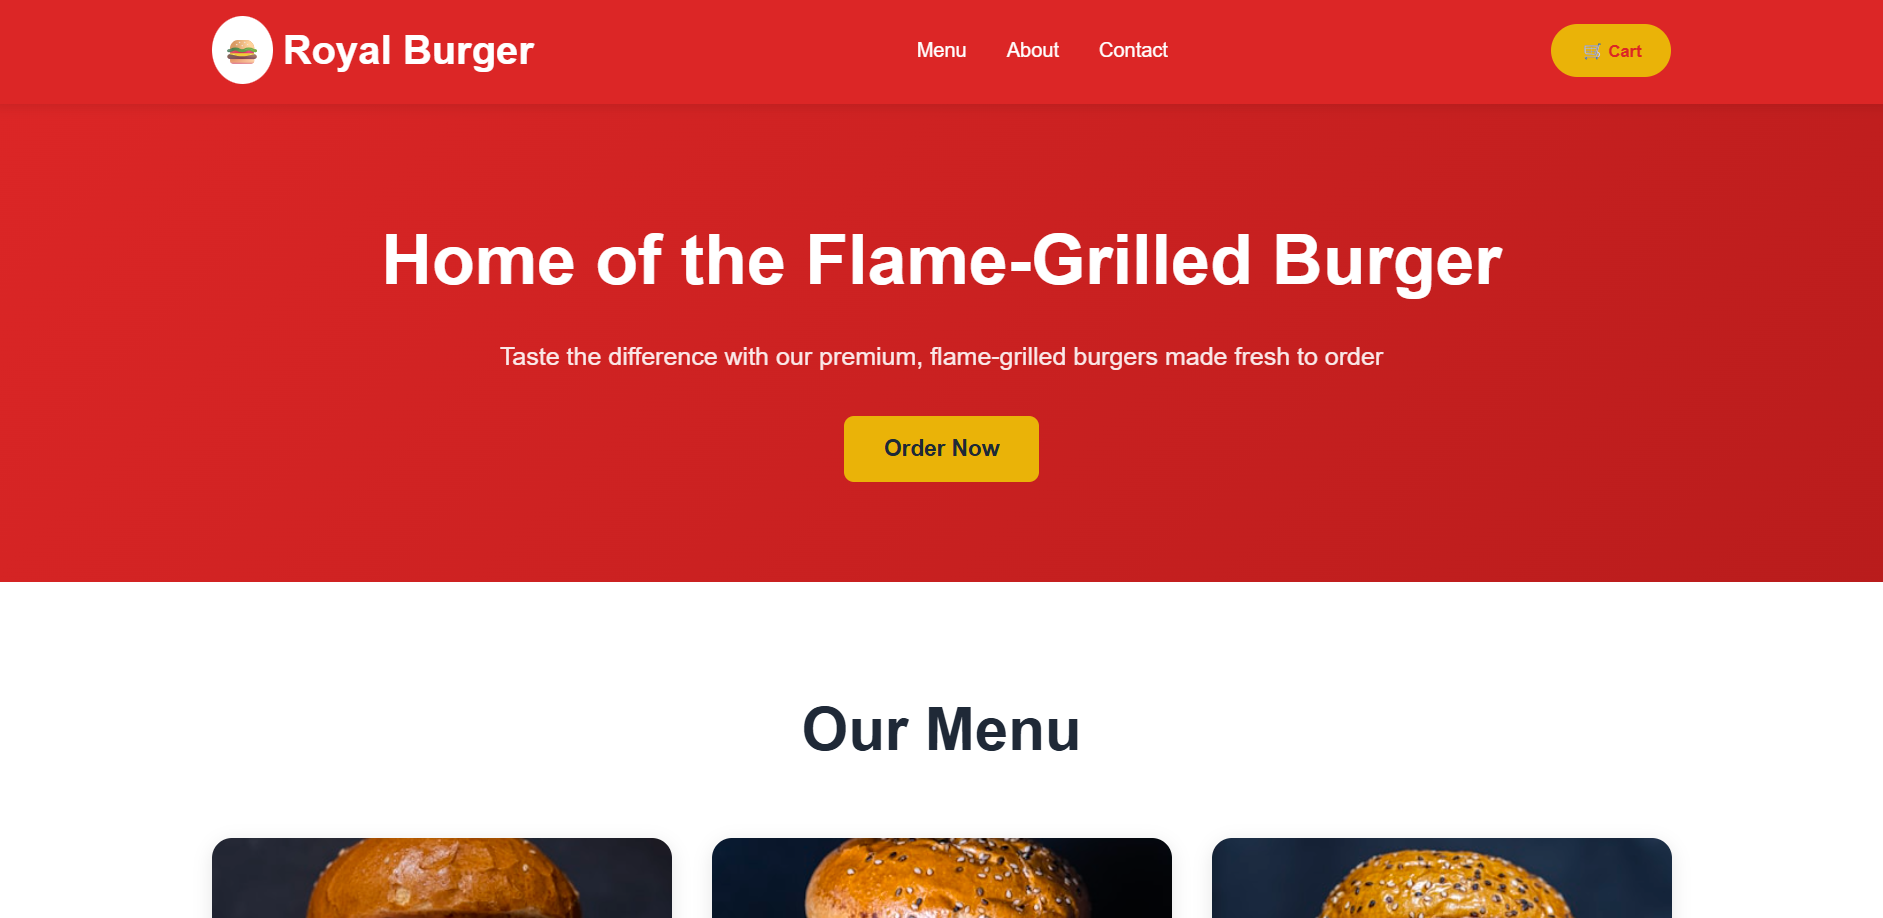 Royal Burger
Menu
About
Contact
🛒 Cart
Home of the Flame-Grilled Burger
Taste the difference with our premium, flame-grilled burgers made fresh to order
Order Now
Our Menu